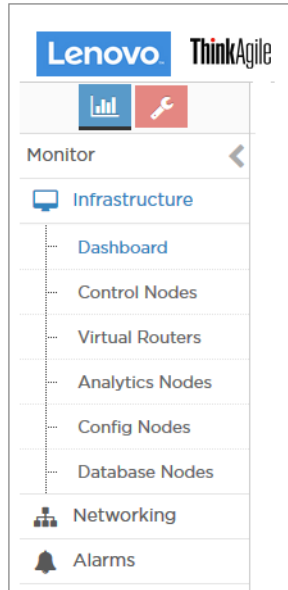 Lenovo. ThinkAgile
Monitor
Infrastructure
Dashboard
Control Nodes
Virtual Routers
Analytics Nodes
Config Nodes
Database Nodes
Networking
Alarms